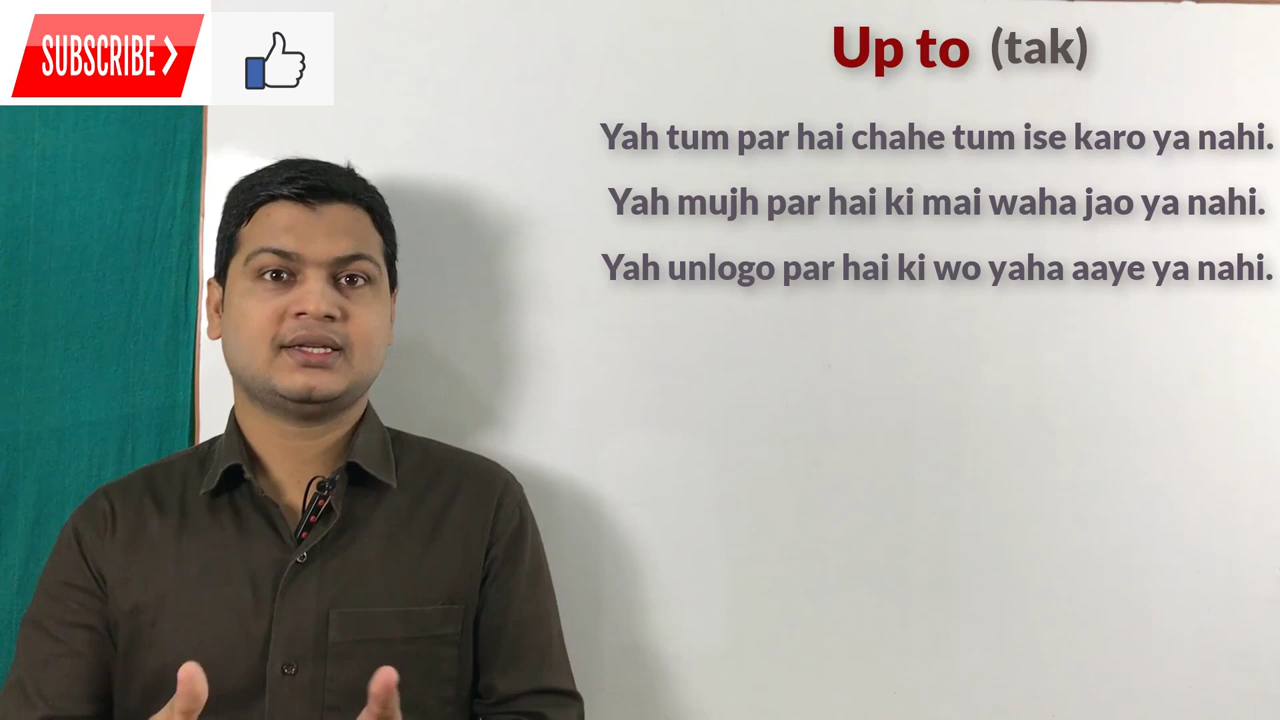 SUBSCRIBE
Up to (tak)
Yah tum par hai chahe tum ise karo ya nahi.
Yah mujh par hai ki mai waha jao ya nahi.
Yah unlogo par hai ki wo yaha aaye ya nahi.